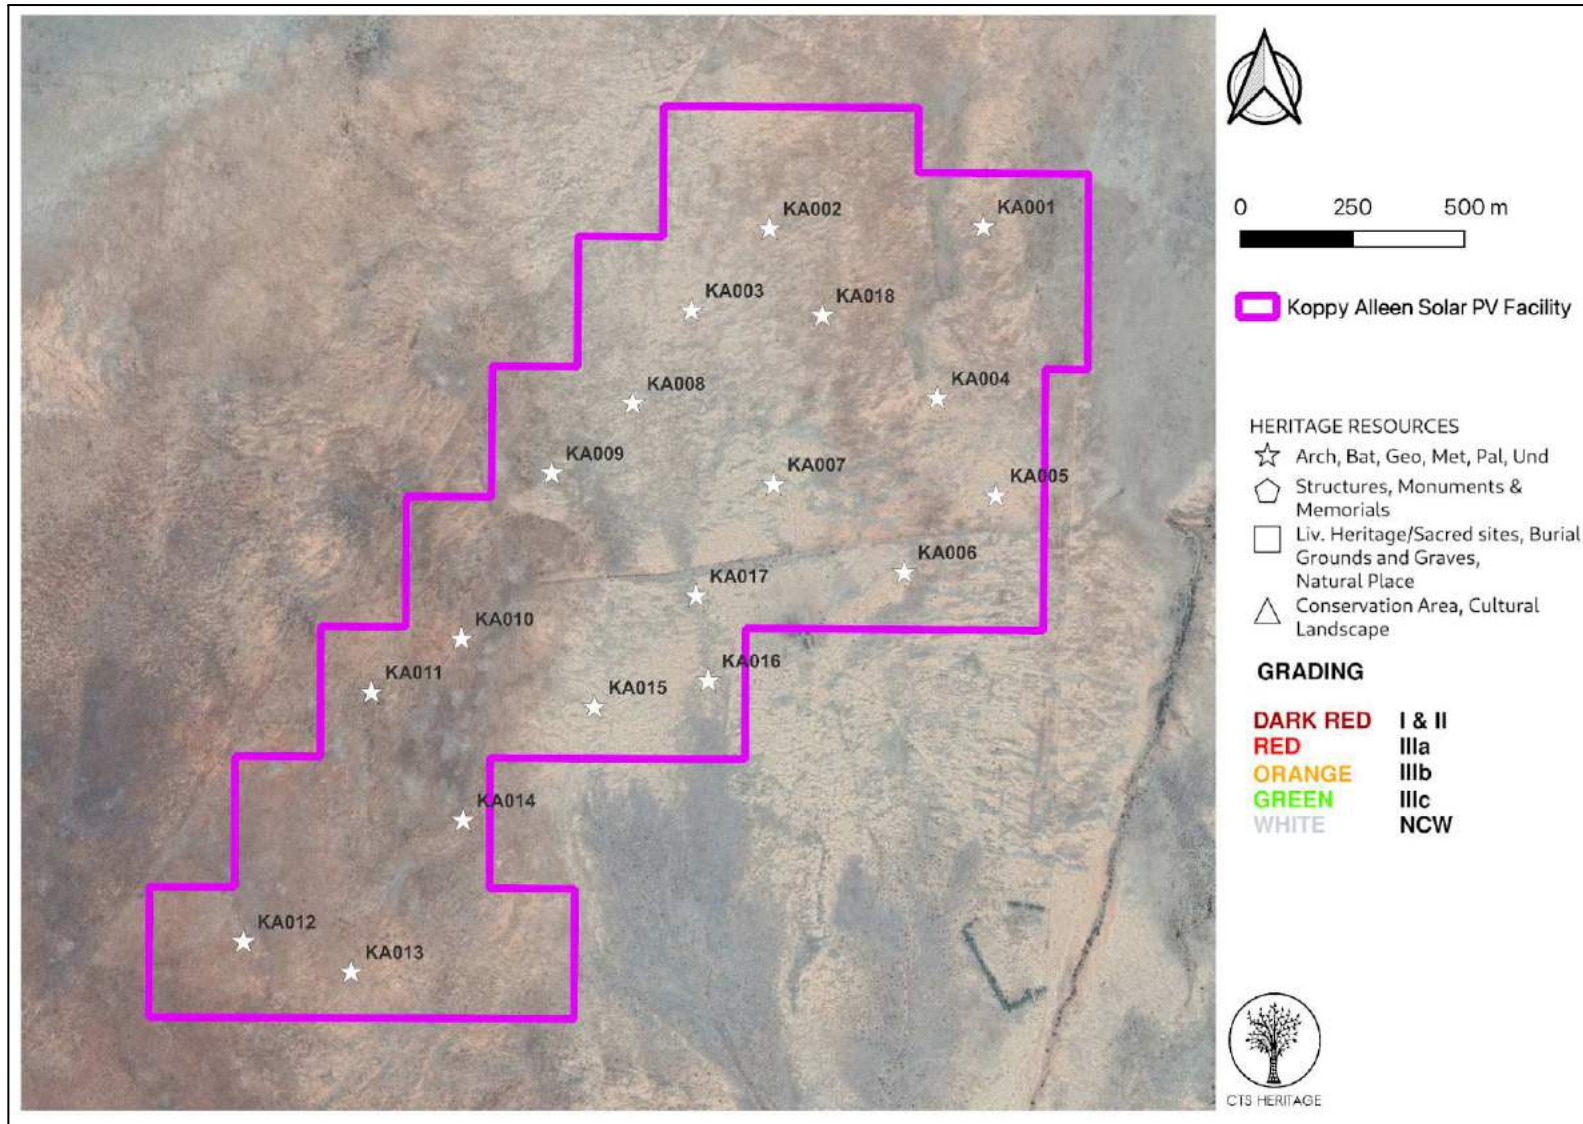 KA002
KA001
KA003
KA018
KA008
KA004
KA009
KA007
KA005
KA006
KA017
KA010
KA016
KA011
KA015
KA014
KA012
KA013
0 250 500 m
Koppy Alleen Solar PV Facility
HERITAGE RESOURCES
Arch, Bat, Geo, Met, Pal, Und
Structures, Monuments &
Memorials
Liv. Heritage/Sacred sites, Burial
Grounds and Graves,
Natural Place
Conservation Area, Cultural
Landscape
GRADING
DARK RED I & II
RED IIIa
ORANGE IIIb
GREEN IIIc
WHITE NCW
CTS HERITAGE